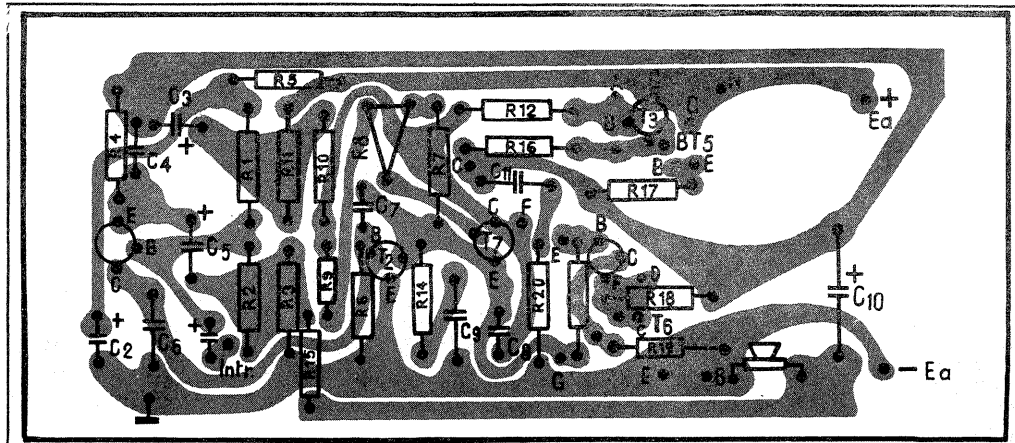 R5
C3
R4
C4
R1
R11
R10
R8
R7
R12
R16
C11
C
T3
B
C
BT5
B
E
R17
+
Ea
E
B
C
+
C5
C7
B
T2
E
C
T7
E
F
E
B
C
D
R18
T6
+
C10
+
C2
C6
+
Intr.
R2
R3
R9
R15
R6
R14
C9
C8
R20
G
C
R19
E
B
- Ea